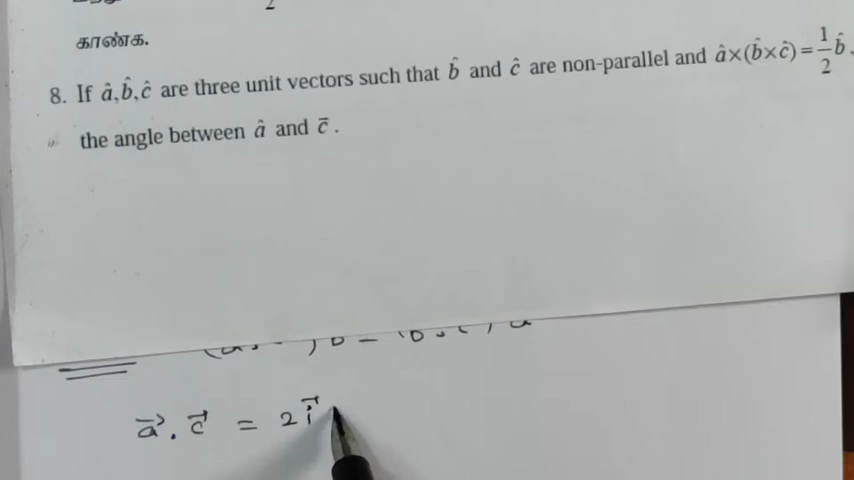 காண்க.
8. If â, b̂, ĉ are three unit vectors such that b̂ and ĉ are non-parallel and â×(b̂×ĉ)=½b̂,
the angle between â and c̄.
a⃗ . c⃗ = 2i⃗